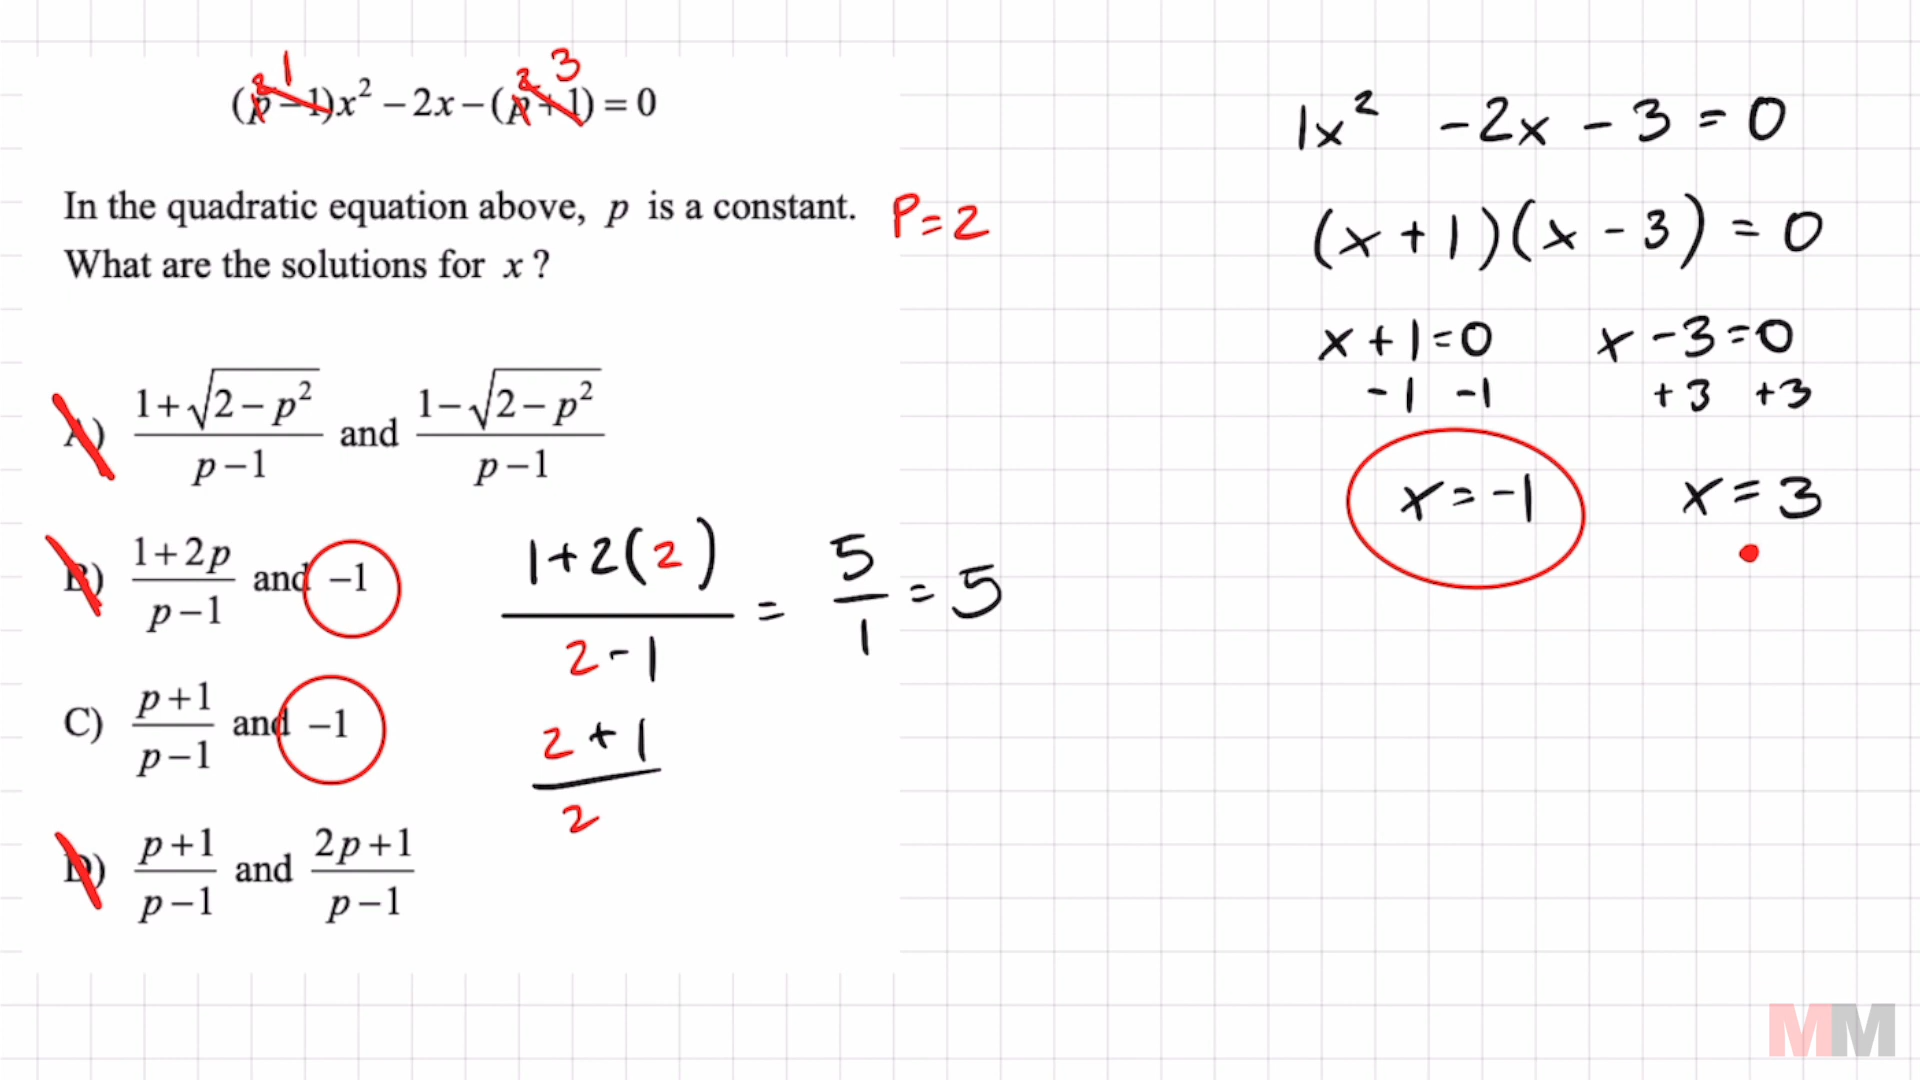 2 1 2 3
(p−1)x² − 2x − (p+1) = 0
In the quadratic equation above, p is a constant.
What are the solutions for x ?
P = 2
A) (1+√(2−p²))/(p−1) and (1−√(2−p²))/(p−1)
B) (1+2p)/(p−1) and −1
C) (p+1)/(p−1) and −1
D) (p+1)/(p−1) and (2p+1)/(p−1)
(1+2(2))/(2−1) = 5/1 = 5
(2+1)/2
1x² −2x −3 = 0
(x+1)(x−3) = 0
x+1=0 x−3=0
−1 −1 +3 +3
x=−1 x=3
MM